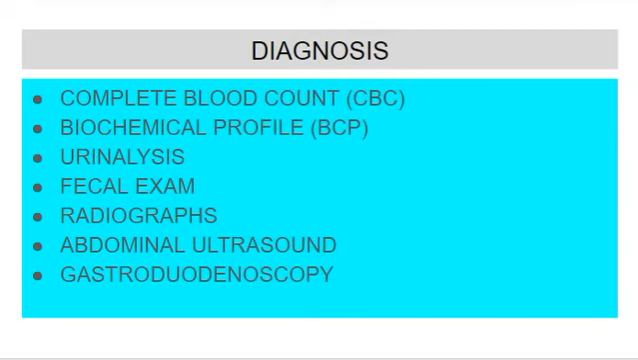 DIAGNOSIS
● COMPLETE BLOOD COUNT (CBC)
● BIOCHEMICAL PROFILE (BCP)
● URINALYSIS
● FECAL EXAM
● RADIOGRAPHS
● ABDOMINAL ULTRASOUND
● GASTRODUODENOSCOPY